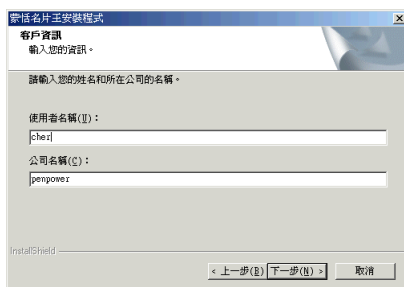 蒙恬名片王安裝程式
客戶資訊
輸入您的資訊。
請輸入您的姓名和所在公司的名稱。
使用者名稱(U)：
cher
公司名稱(C)：
penpower
InstallShield
< 上一步(B) 下一步(N) > 取消